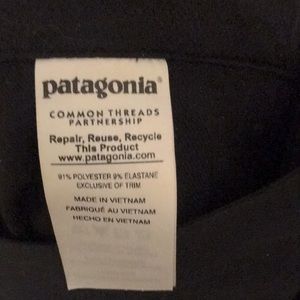 patagonia®
COMMON THREADS
PARTNERSHIP
Repair, Reuse, Recycle
This Product
www.patagonia.com
91% POLYESTER 9% ELASTANE
EXCLUSIVE OF TRIM
MADE IN VIETNAM
FABRIQUÉ AU VIETNAM
HECHO EN VIETNAM